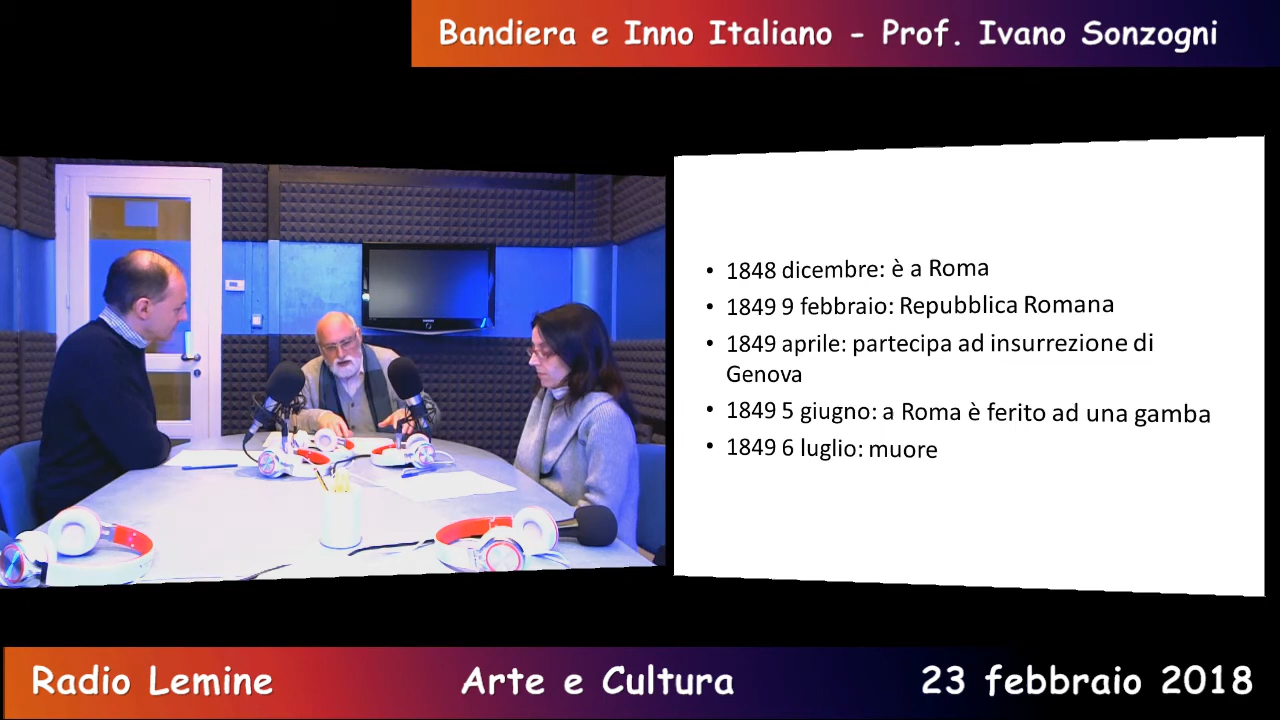 Bandiera e Inno Italiano - Prof. Ivano Sonzogni
• 1848 dicembre: è a Roma
• 1849 9 febbraio: Repubblica Romana
• 1849 aprile: partecipa ad insurrezione di
Genova
• 1849 5 giugno: a Roma è ferito ad una gamba
• 1849 6 luglio: muore
Radio Lemine Arte e Cultura 23 febbraio 2018